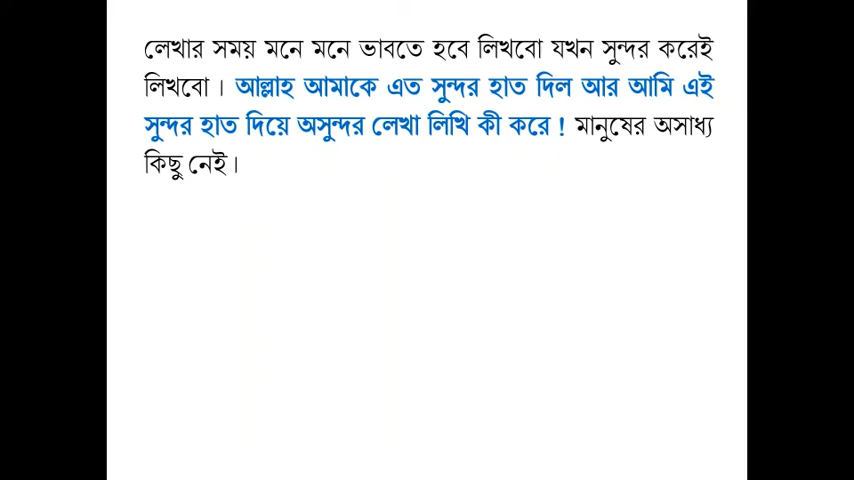 লেখার সময় মনে মনে ভাবতে হবে লিখবো যখন সুন্দর করেই
লিখবো। আল্লাহ আমাকে এত সুন্দর হাত দিল আর আমি এই
সুন্দর হাত দিয়ে অসুন্দর লেখা লিখি কী করে! মানুষের অসাধ্য
কিছু নেই।